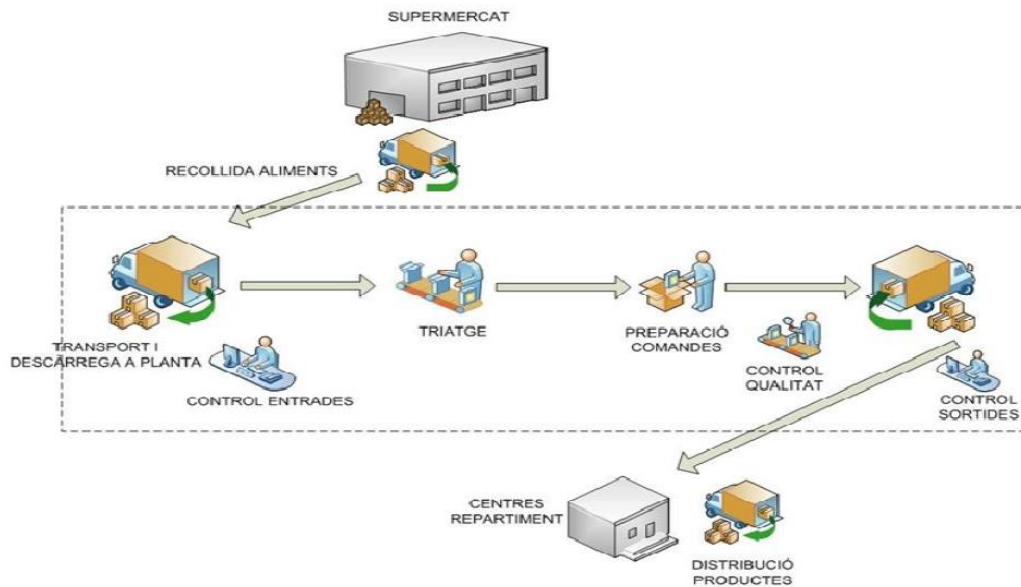 SUPERMERCAT
RECOLLIDA ALIMENTS
TRANSPORT I
DESCÀRREGA A PLANTA
CONTROL ENTRADES
TRIATGE
PREPARACIÓ
COMANDES
CONTROL
QUALITAT
CONTROL
SORTIDES
CENTRES
REPARTIMENT
DISTRIBUCIÓ
PRODUCTES